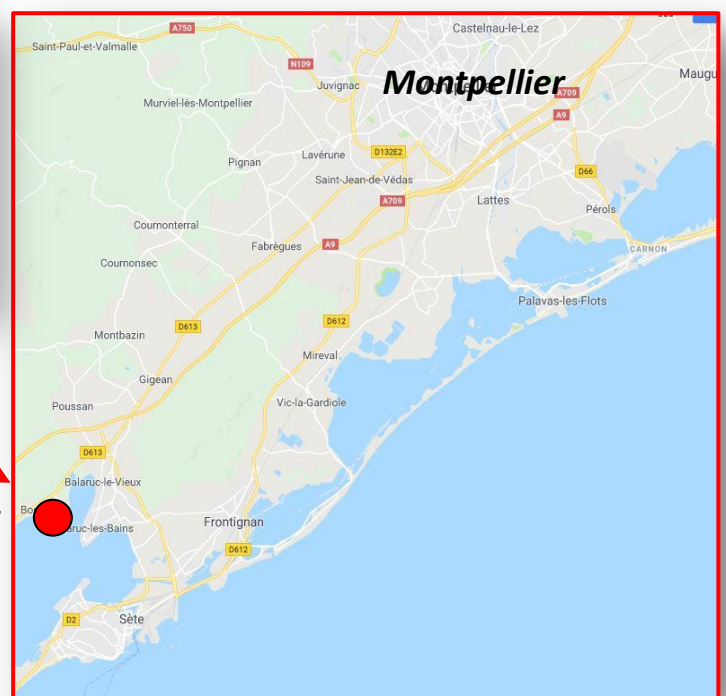 A750
Castelnau-le-Lez
Saint-Paul-et-Valmalle
N109
Juvignac
Montpellier
Maugu
A709
Murviel-lès-Montpellier
A9
D132E2
Lavérune
Pignan
Saint-Jean-de-Védas
D66
A709
Lattes
Pérols
Cournonterral
Fabrègues
A9
CARNON
Cournonsec
Palavas-les-Flots
D612
D613
Montbazin
Mireval
Gigean
Vic-la-Gardiole
Poussan
D613
Balaruc-le-Vieux
Bo
aruc-les-Bains
Frontignan
D612
D2
Sète